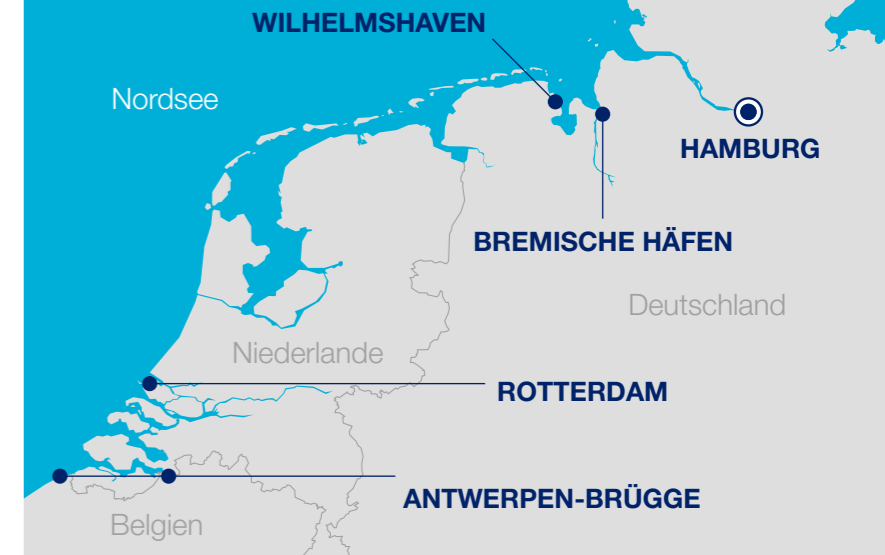 WILHELMSHAVEN
Nordsee
HAMBURG
BREMISCHE HÄFEN
Deutschland
Niederlande
ROTTERDAM
ANTWERPEN-BRÜGGE
Belgien